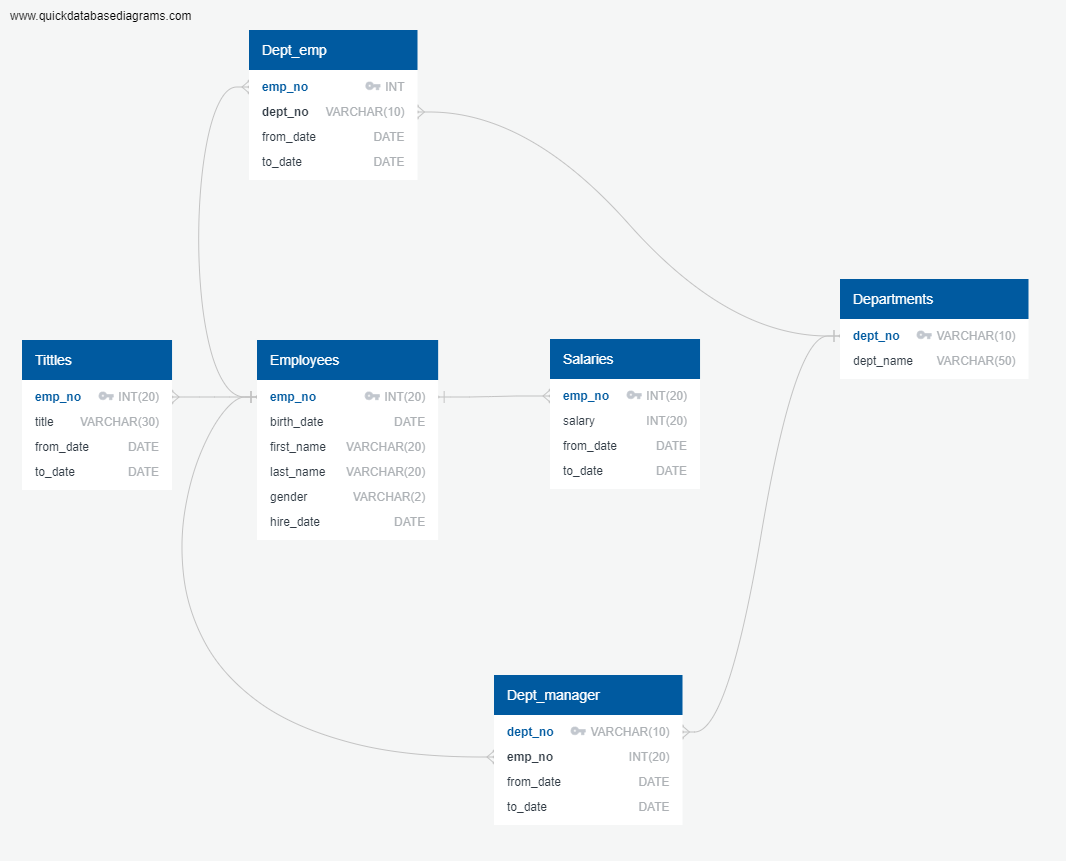 www.quickdatabasediagrams.com
Dept_emp
emp_no INT
dept_no VARCHAR(10)
from_date DATE
to_date DATE
Departments
dept_no VARCHAR(10)
dept_name VARCHAR(50)
Tittles
emp_no INT(20)
title VARCHAR(30)
from_date DATE
to_date DATE
Employees
emp_no INT(20)
birth_date DATE
first_name VARCHAR(20)
last_name VARCHAR(20)
gender VARCHAR(2)
hire_date DATE
Salaries
emp_no INT(20)
salary INT(20)
from_date DATE
to_date DATE
Dept_manager
dept_no VARCHAR(10)
emp_no INT(20)
from_date DATE
to_date DATE